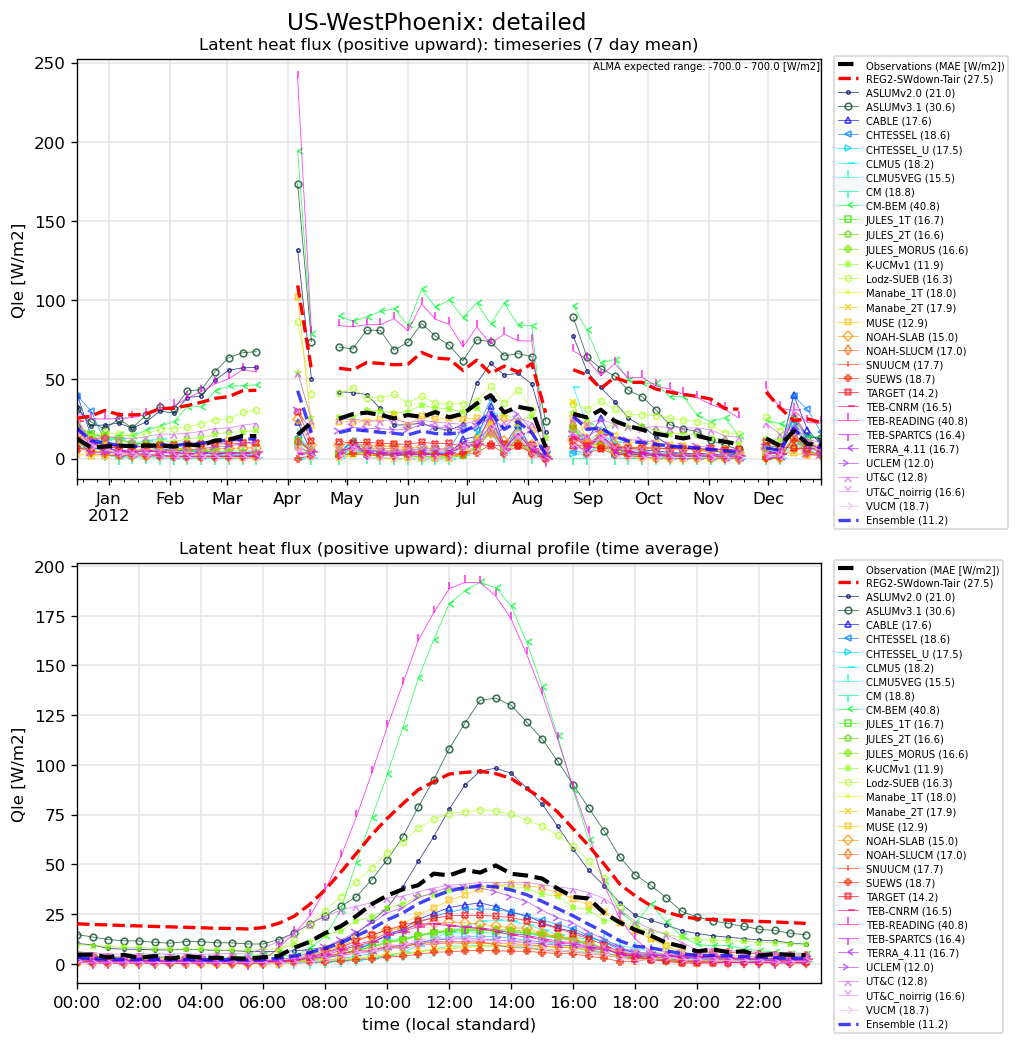 US-WestPhoenix: detailed
Latent heat flux (positive upward): timeseries (7 day mean)
ALMA expected range: -700.0 - 700.0 [W/m2]
Qle [W/m2]
250
200
150
100
50
0
Jan
2012
Feb
Mar
Apr
May
Jun
Jul
Aug
Sep
Oct
Nov
Dec
Observations (MAE [W/m2])
REG2-SWdown-Tair (27.5)
ASLUMv2.0 (21.0)
ASLUMv3.1 (30.6)
CABLE (17.6)
CHTESSEL (18.6)
CHTESSEL_U (17.5)
CLMU5 (18.2)
CLMU5VEG (15.5)
CM (18.8)
CM-BEM (40.8)
JULES_1T (16.7)
JULES_2T (16.6)
JULES_MORUS (16.6)
K-UCMv1 (11.9)
Lodz-SUEB (16.3)
Manabe_1T (18.0)
Manabe_2T (17.9)
MUSE (12.9)
NOAH-SLAB (15.0)
NOAH-SLUCM (17.0)
SNUUCM (17.7)
SUEWS (18.7)
TARGET (14.2)
TEB-CNRM (16.5)
TEB-READING (40.8)
TEB-SPARTCS (16.4)
TERRA_4.11 (16.7)
UCLEM (12.0)
UT&C (12.8)
UT&C_noirrig (16.6)
VUCM (18.7)
Ensemble (11.2)
Latent heat flux (positive upward): diurnal profile (time average)
Qle [W/m2]
200
175
150
125
100
75
50
25
0
00:00
02:00
04:00
06:00
08:00
10:00
12:00
14:00
16:00
18:00
20:00
22:00
time (local standard)
Observation (MAE [W/m2])
REG2-SWdown-Tair (27.5)
ASLUMv2.0 (21.0)
ASLUMv3.1 (30.6)
CABLE (17.6)
CHTESSEL (18.6)
CHTESSEL_U (17.5)
CLMU5 (18.2)
CLMU5VEG (15.5)
CM (18.8)
CM-BEM (40.8)
JULES_1T (16.7)
JULES_2T (16.6)
JULES_MORUS (16.6)
K-UCMv1 (11.9)
Lodz-SUEB (16.3)
Manabe_1T (18.0)
Manabe_2T (17.9)
MUSE (12.9)
NOAH-SLAB (15.0)
NOAH-SLUCM (17.0)
SNUUCM (17.7)
SUEWS (18.7)
TARGET (14.2)
TEB-CNRM (16.5)
TEB-READING (40.8)
TEB-SPARTCS (16.4)
TERRA_4.11 (16.7)
UCLEM (12.0)
UT&C (12.8)
UT&C_noirrig (16.6)
VUCM (18.7)
Ensemble (11.2)